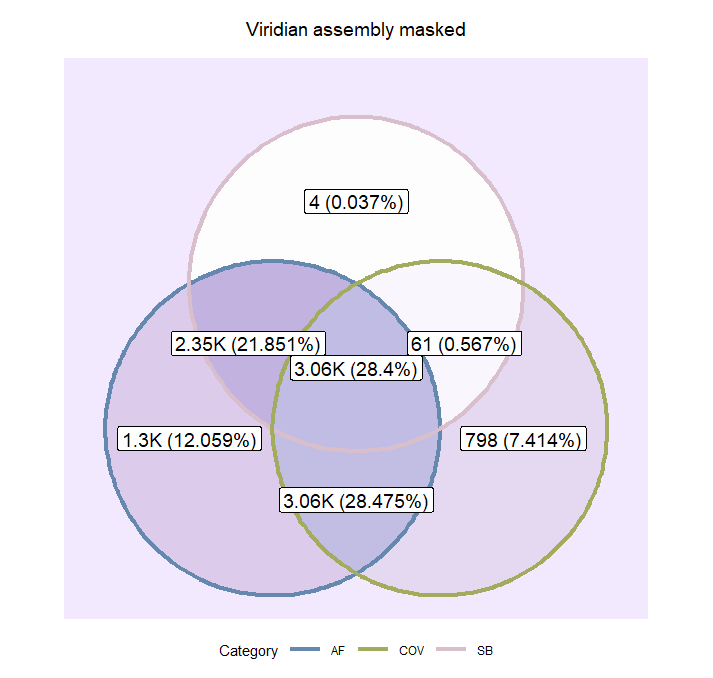 Viridian assembly masked
4 (0.037%)
2.35K (21.851%)
61 (0.567%)
3.06K (28.4%)
1.3K (12.059%)
798 (7.414%)
3.06K (28.475%)
Category AF COV SB